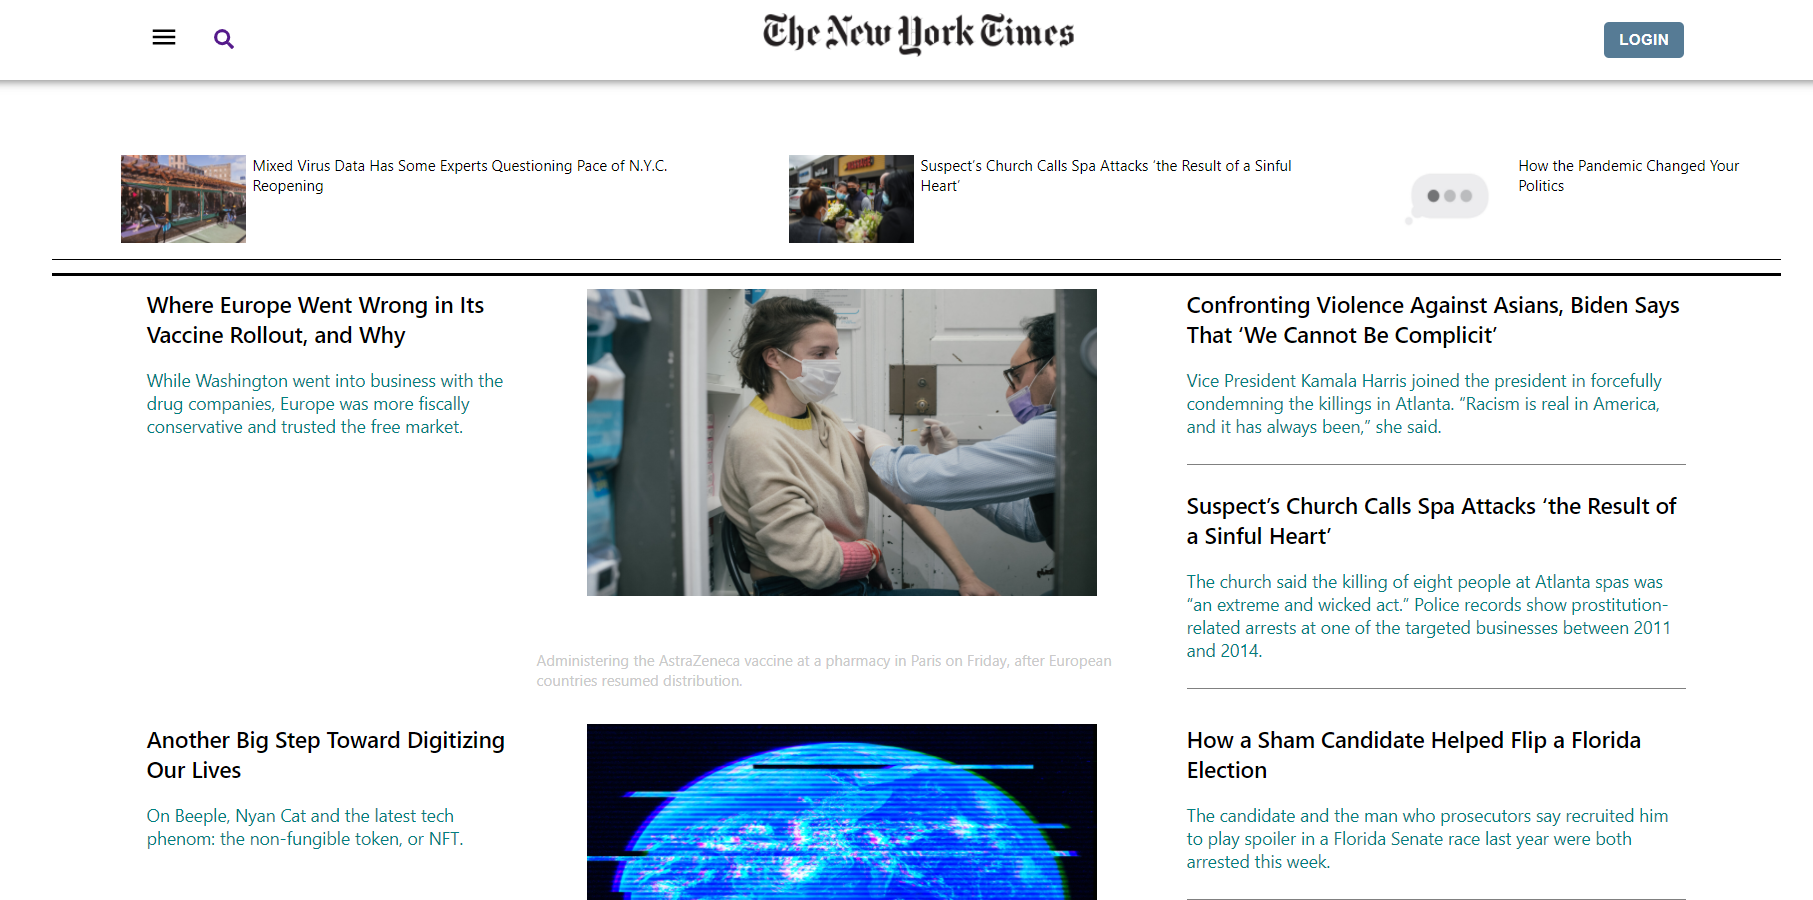 The New York Times
LOGIN
Mixed Virus Data Has Some Experts Questioning Pace of N.Y.C.
Reopening
Suspect’s Church Calls Spa Attacks ‘the Result of a Sinful
Heart’
How the Pandemic Changed Your
Politics
Where Europe Went Wrong in Its
Vaccine Rollout, and Why
While Washington went into business with the
drug companies, Europe was more fiscally
conservative and trusted the free market.
Administering the AstraZeneca vaccine at a pharmacy in Paris on Friday, after European
countries resumed distribution.
Confronting Violence Against Asians, Biden Says
That ‘We Cannot Be Complicit’
Vice President Kamala Harris joined the president in forcefully
condemning the killings in Atlanta. “Racism is real in America,
and it has always been,” she said.
Suspect’s Church Calls Spa Attacks ‘the Result of
a Sinful Heart’
The church said the killing of eight people at Atlanta spas was
“an extreme and wicked act.” Police records show prostitution-
related arrests at one of the targeted businesses between 2011
and 2014.
Another Big Step Toward Digitizing
Our Lives
On Beeple, Nyan Cat and the latest tech
phenom: the non-fungible token, or NFT.
How a Sham Candidate Helped Flip a Florida
Election
The candidate and the man who prosecutors say recruited him
to play spoiler in a Florida Senate race last year were both
arrested this week.